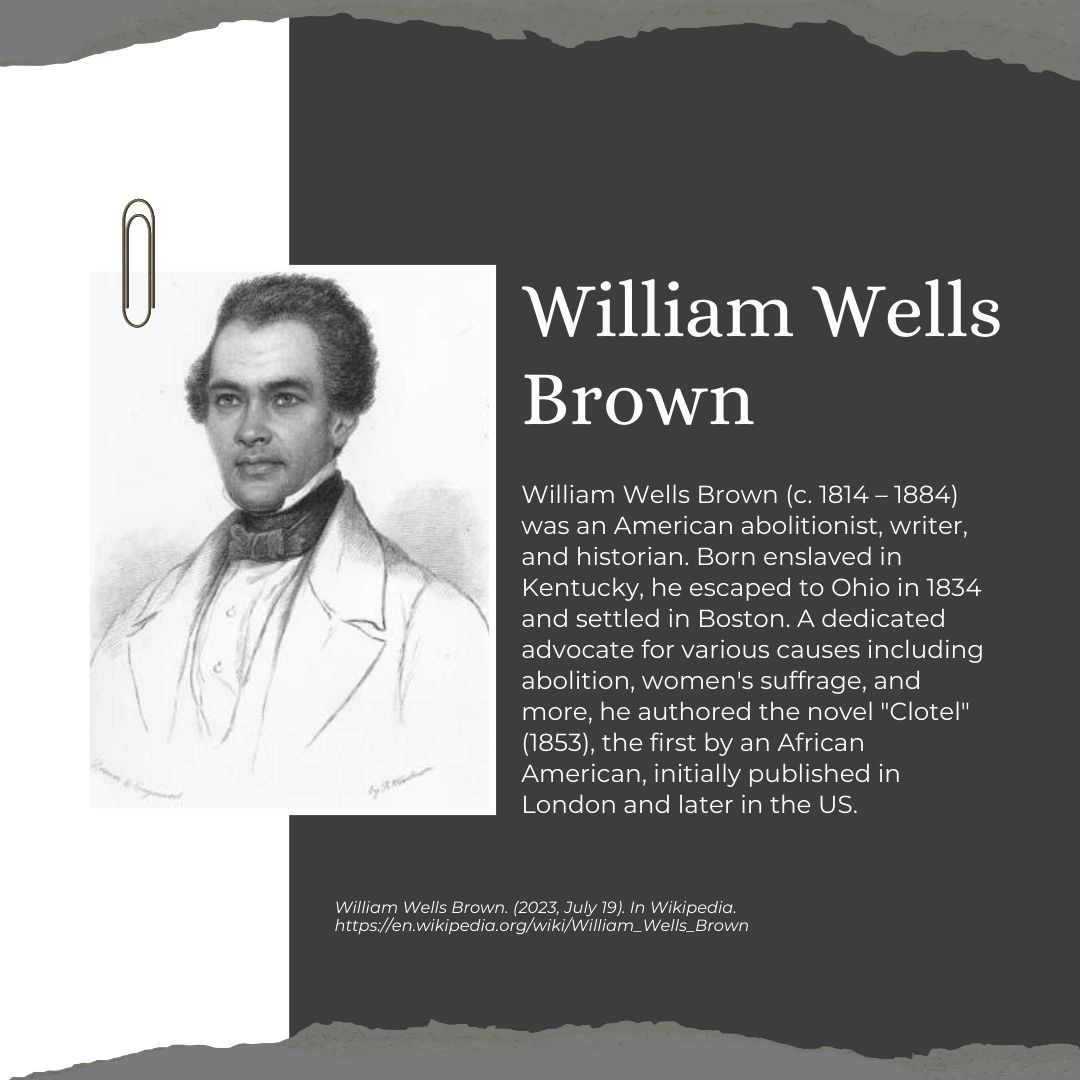 William Wells
Brown
William Wells Brown (c. 1814 – 1884)
was an American abolitionist, writer,
and historian. Born enslaved in
Kentucky, he escaped to Ohio in 1834
and settled in Boston. A dedicated
advocate for various causes including
abolition, women's suffrage, and
more, he authored the novel "Clotel"
(1853), the first by an African
American, initially published in
London and later in the US.
William Wells Brown. (2023, July 19). In Wikipedia.
https://en.wikipedia.org/wiki/William_Wells_Brown